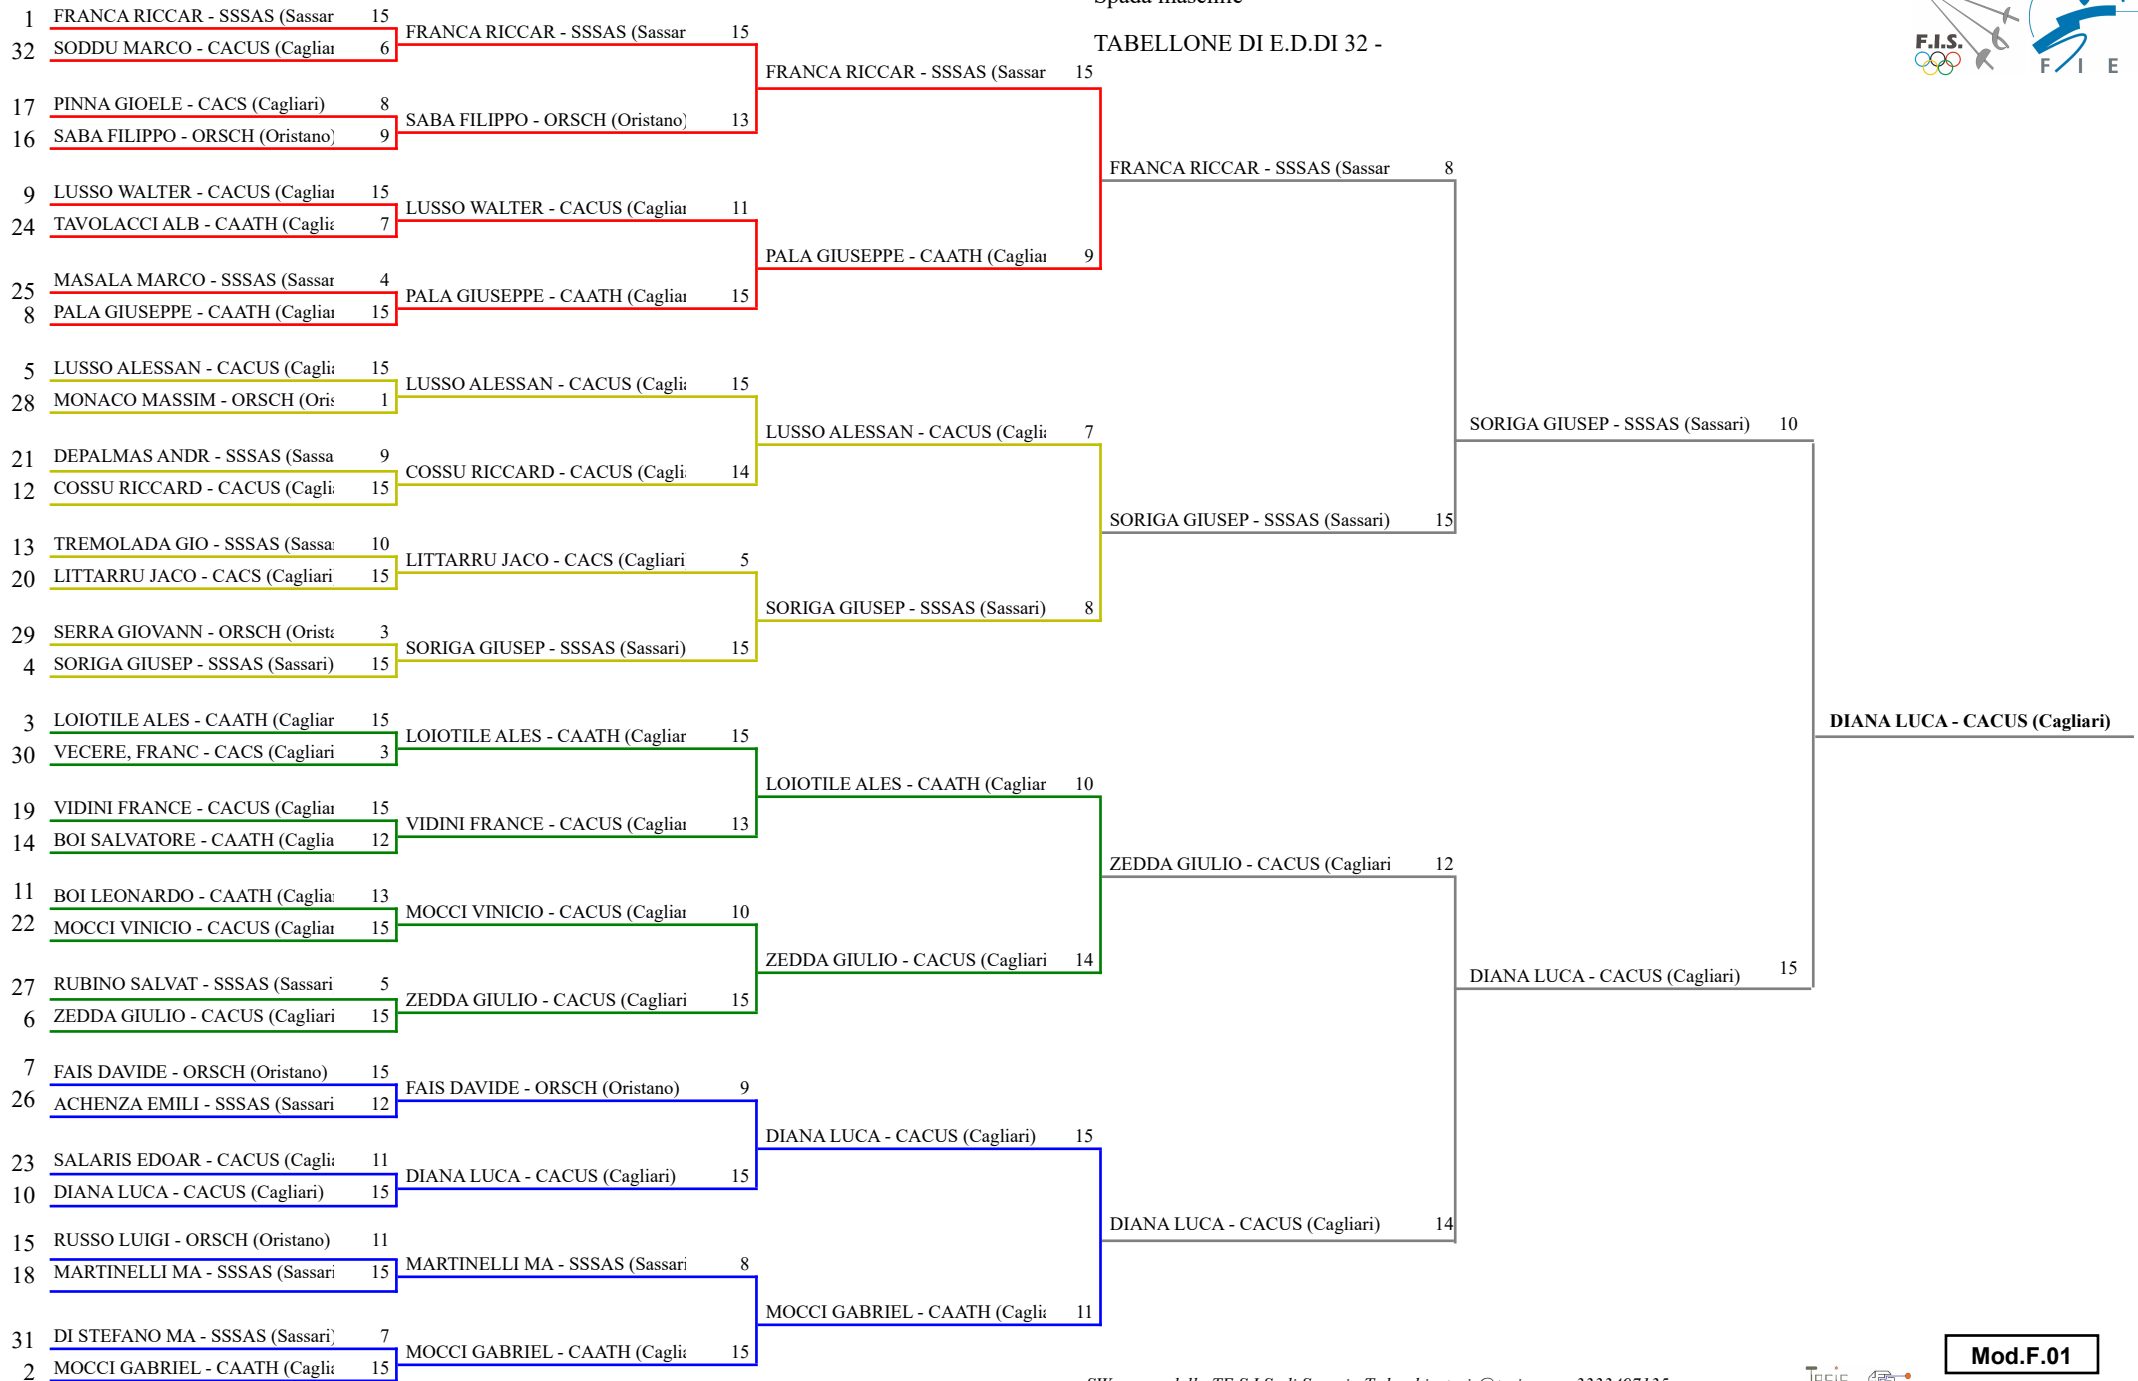 Spada maschile
TABELLONE DI E.D.DI 32 -
F.I.S.
F I E
1 FRANCA RICCAR - SSSAS (Sassar 15
32 SODDU MARCO - CACUS (Cagliar 6
17 PINNA GIOELE - CACS (Cagliari) 8
16 SABA FILIPPO - ORSCH (Oristano) 9
9 LUSSO WALTER - CACUS (Cagliar 15
24 TAVOLACCI ALB - CAATH (Caglia 7
25 MASALA MARCO - SSSAS (Sassar 4
8 PALA GIUSEPPE - CAATH (Cagliar 15
5 LUSSO ALESSAN - CACUS (Caglia 15
28 MONACO MASSIM - ORSCH (Oris 1
21 DEPALMAS ANDR - SSSAS (Sassa 9
12 COSSU RICCARD - CACUS (Caglia 15
13 TREMOLADA GIO - SSSAS (Sassa 10
20 LITTARRU JACO - CACS (Cagliari 15
29 SERRA GIOVANN - ORSCH (Orista 3
4 SORIGA GIUSEP - SSSAS (Sassari) 15
3 LOIOTILE ALES - CAATH (Cagliar 15
30 VECERE, FRANC - CACS (Cagliari 3
19 VIDINI FRANCE - CACUS (Cagliar 15
14 BOI SALVATORE - CAATH (Caglia 12
11 BOI LEONARDO - CAATH (Caglia 13
22 MOCCI VINICIO - CACUS (Cagliar 15
27 RUBINO SALVAT - SSSAS (Sassari 5
6 ZEDDA GIULIO - CACUS (Cagliari 15
7 FAIS DAVIDE - ORSCH (Oristano) 15
26 ACHENZA EMILI - SSSAS (Sassari 12
23 SALARIS EDOAR - CACUS (Caglia 11
10 DIANA LUCA - CACUS (Cagliari) 15
15 RUSSO LUIGI - ORSCH (Oristano) 11
18 MARTINELLI MA - SSSAS (Sassari 15
31 DI STEFANO MA - SSSAS (Sassari) 7
2 MOCCI GABRIEL - CAATH (Caglia 15
FRANCA RICCAR - SSSAS (Sassar 15
SABA FILIPPO - ORSCH (Oristano) 13
LUSSO WALTER - CACUS (Cagliar 11
PALA GIUSEPPE - CAATH (Cagliar 15
LUSSO ALESSAN - CACUS (Caglia 15
COSSU RICCARD - CACUS (Caglia 14
LITTARRU JACO - CACS (Cagliari 5
SORIGA GIUSEP - SSSAS (Sassari) 15
LOIOTILE ALES - CAATH (Cagliar 15
VIDINI FRANCE - CACUS (Cagliar 13
MOCCI VINICIO - CACUS (Cagliar 10
ZEDDA GIULIO - CACUS (Cagliari 15
FAIS DAVIDE - ORSCH (Oristano) 9
DIANA LUCA - CACUS (Cagliari) 15
MARTINELLI MA - SSSAS (Sassari 8
MOCCI GABRIEL - CAATH (Caglia 15
FRANCA RICCAR - SSSAS (Sassar 15
PALA GIUSEPPE - CAATH (Cagliar 9
LUSSO ALESSAN - CACUS (Caglia 7
SORIGA GIUSEP - SSSAS (Sassari) 8
LOIOTILE ALES - CAATH (Cagliar 10
ZEDDA GIULIO - CACUS (Cagliari 14
DIANA LUCA - CACUS (Cagliari) 15
MOCCI GABRIEL - CAATH (Caglia 11
FRANCA RICCAR - SSSAS (Sassar 8
SORIGA GIUSEP - SSSAS (Sassari) 15
ZEDDA GIULIO - CACUS (Cagliari 12
DIANA LUCA - CACUS (Cagliari) 14
SORIGA GIUSEP - SSSAS (Sassari) 10
DIANA LUCA - CACUS (Cagliari) 15
DIANA LUCA - CACUS (Cagliari)
Mod.F.01